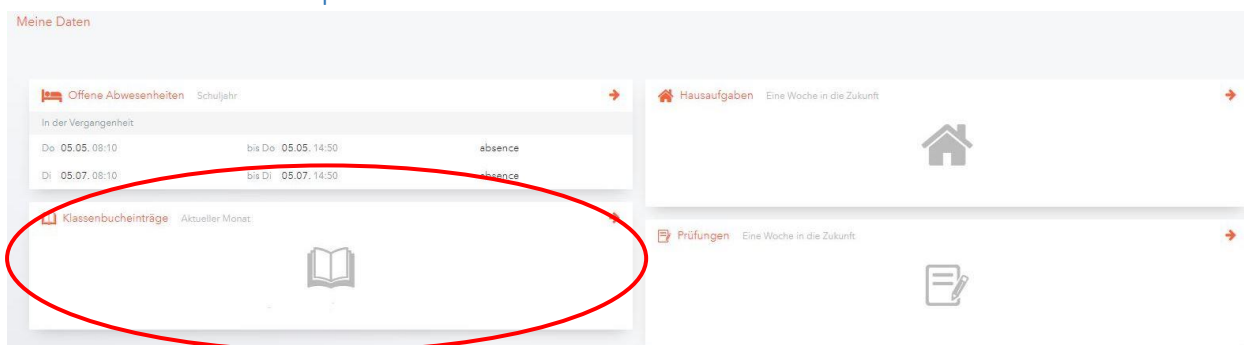 Meine Daten
Offene Abwesenheiten Schuljahr
In der Vergangenheit
Do 05.05. 08:10 bis Do 05.05. 14:50 absence
Di 05.07. 08:10 bis Di 05.07. 14:50 absence
Klassenbucheinträge Aktueller Monat
Hausaufgaben Eine Woche in die Zukunft
Prüfungen Eine Woche in die Zukunft